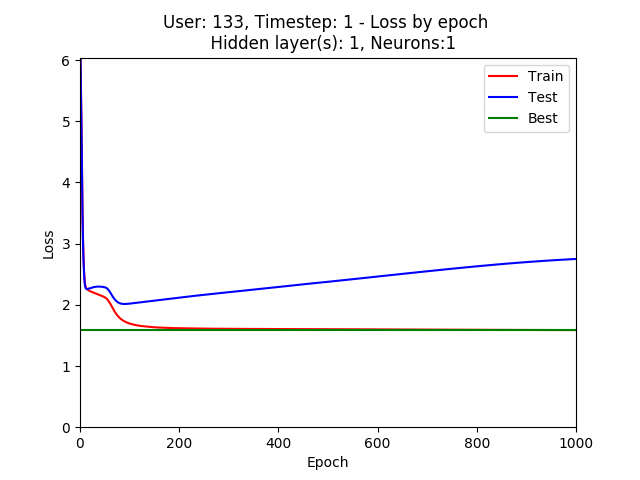 User: 133, Timestep: 1 - Loss by epoch
Hidden layer(s): 1, Neurons:1
Train
Test
Best
Loss
6
5
4
3
2
1
0
0 200 400 600 800 1000
Epoch